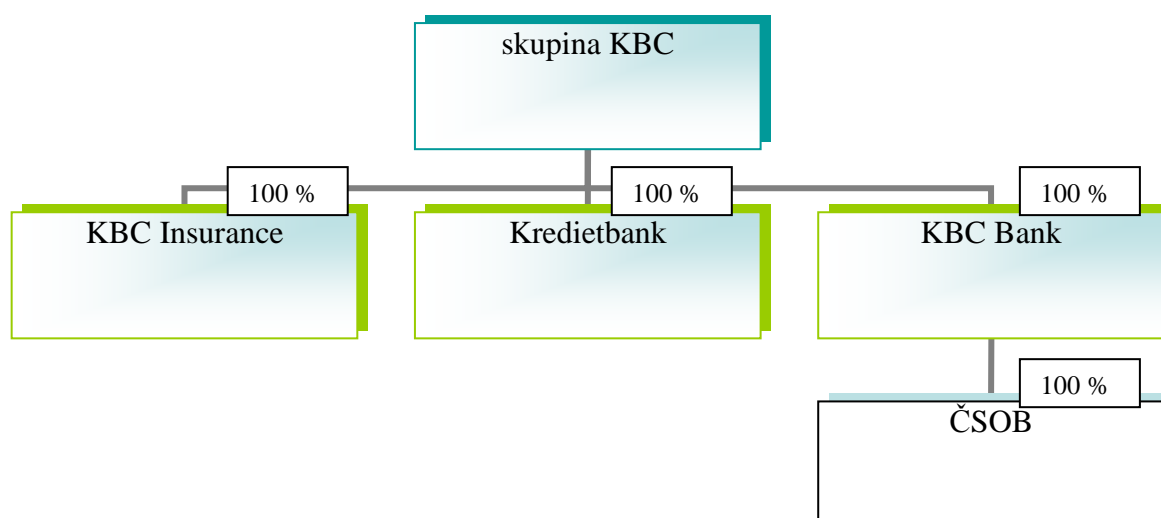 skupina KBC
100 %
100 %
100 %
KBC Insurance
Kredietbank
KBC Bank
100 %
ČSOB